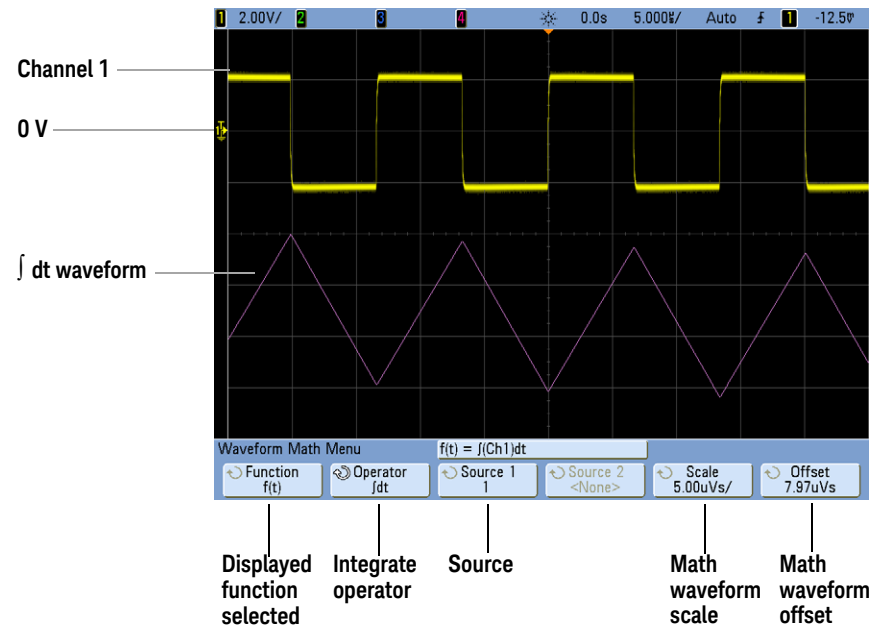 1 2.00V/ 2 3 4 0.0s 5.000㎲/ Auto 1 -12.5
Channel 1
0 V
∫ dt waveform
Waveform Math Menu f(t) = ∫(Ch1)dt
Function
f(t)
Operator
∫dt
Source 1
1
Source 2
<None>
Scale
5.00uVs/
Offset
7.97uVs
Displayed
function
selected
Integrate
operator
Source
Math
waveform
scale
Math
waveform
offset